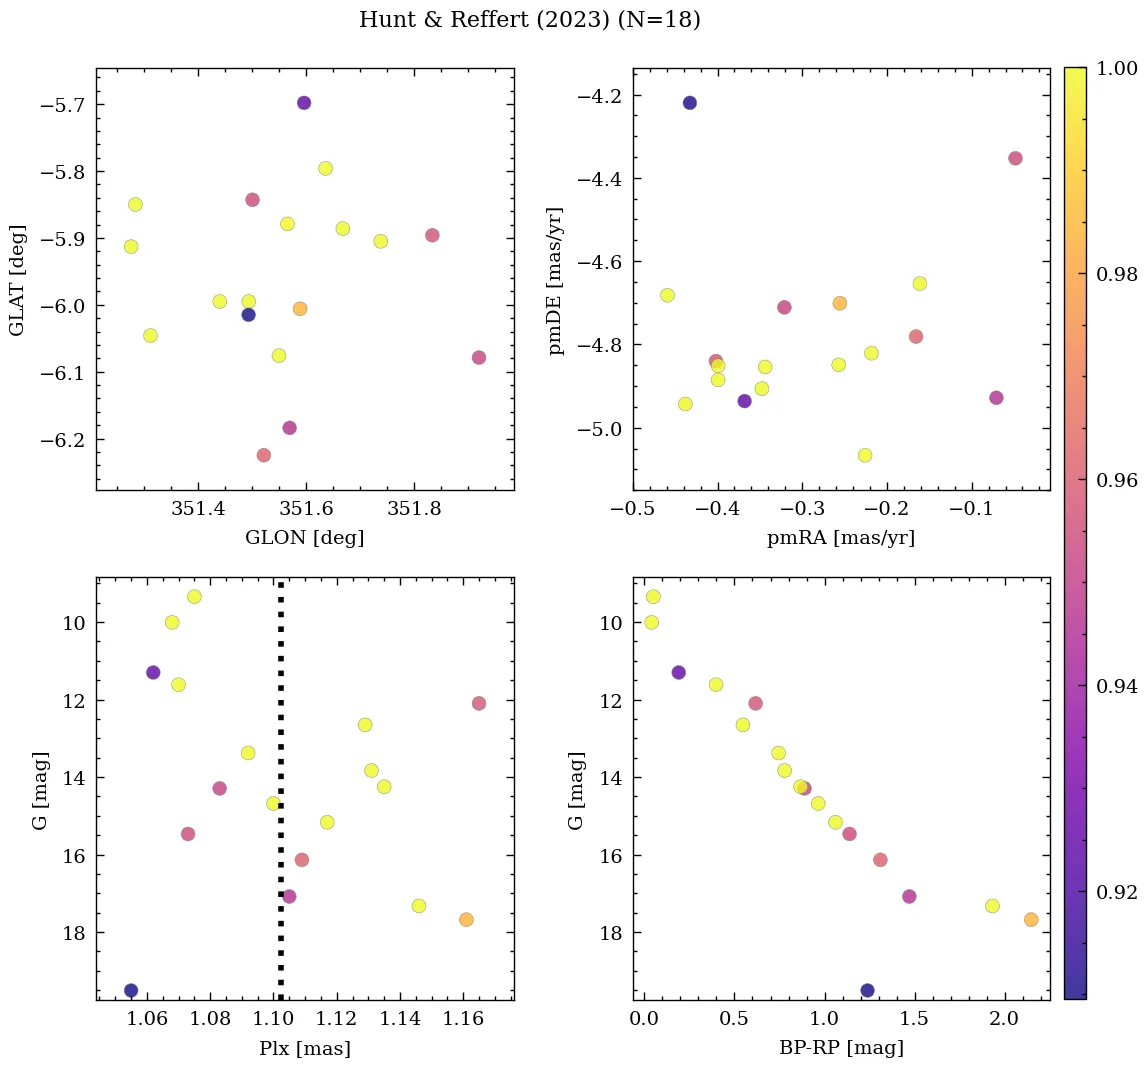 Hunt & Reffert (2023) (N=18)
−5.7
−5.8
−5.9
−6.0
−6.1
−6.2
GLAT [deg]
351.4 351.6 351.8
GLON [deg]
−4.2
−4.4
−4.6
−4.8
−5.0
pmDE [mas/yr]
−0.5 −0.4 −0.3 −0.2 −0.1
pmRA [mas/yr]
1.00
0.98
0.96
0.94
0.92
10
12
14
16
18
G [mag]
1.06 1.08 1.10 1.12 1.14 1.16
Plx [mas]
10
12
14
16
18
G [mag]
0.0 0.5 1.0 1.5 2.0
BP-RP [mag]